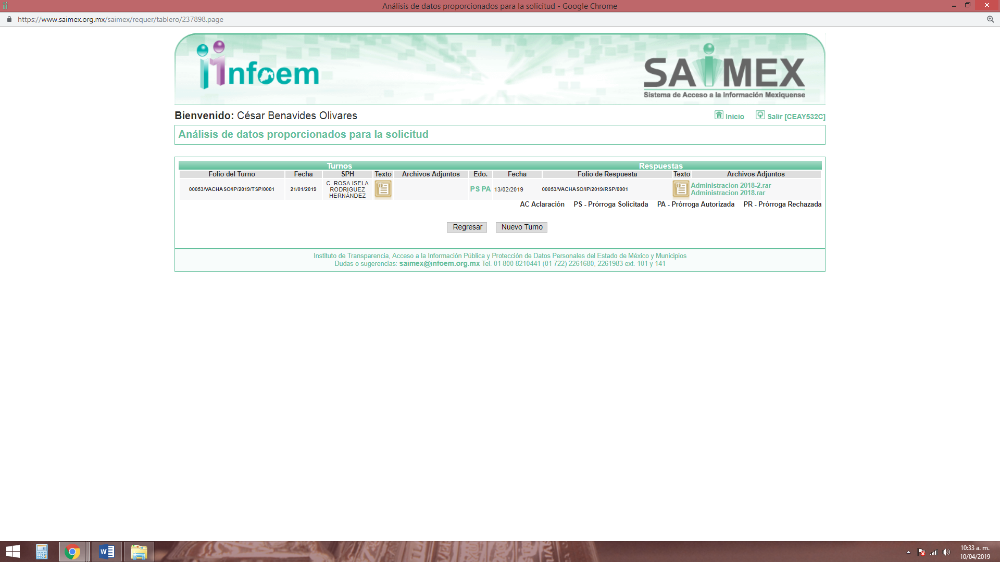 Análisis de datos proporcionados para la solicitud - Google Chrome
https://www.saimex.org.mx/saimex/requer/tablero/237898.page
infoem
SAIMEX
Sistema de Acceso a la Información Mexiquense
Bienvenido: César Benavides Olivares
Inicio
Salir [CEAY532C]
Análisis de datos proporcionados para la solicitud
Turnos
Respuestas
Folio del Turno Fecha SPH Texto Archivos Adjuntos Edo. Fecha Folio de Respuesta Texto Archivos Adjuntos
00053/VACHASO/IP/2019/TSP/0001
21/01/2019
C. ROSA ISELA
RODRÍGUEZ
HERNÁNDEZ
PS PA
13/02/2019
00053/VACHASO/IP/2019/RSP/0001
Administracion 2018-2.rar
Administracion 2018.rar
AC Aclaración PS - Prórroga Solicitada PA - Prórroga Autorizada PR - Prórroga Rechazada
Regresar
Nuevo Turno
Instituto de Transparencia, Acceso a la Información Pública y Protección de Datos Personales del Estado de México y Municipios
Dudas o sugerencias: saimex@infoem.org.mx Tel. 01 800 8210441 (01 722) 2261680, 2261983 ext. 101 y 141
10:33 a. m.
10/04/2019